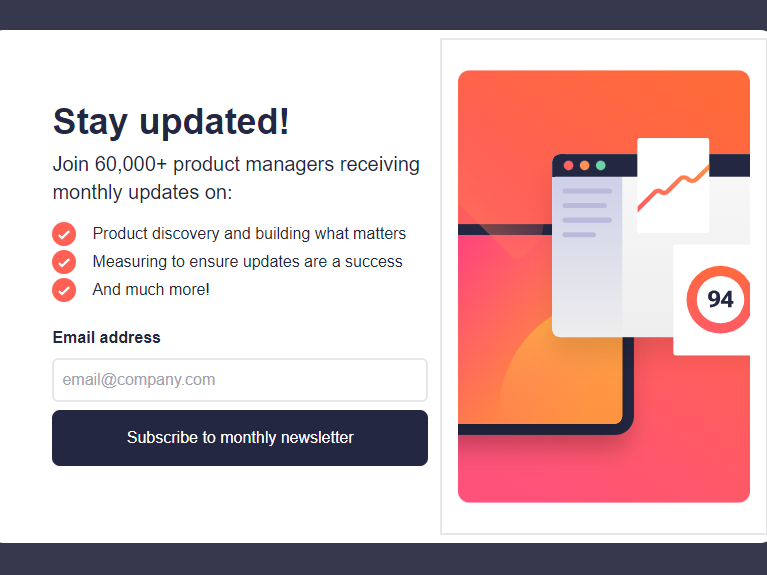 Stay updated!
Join 60,000+ product managers receiving
monthly updates on:
Product discovery and building what matters
Measuring to ensure updates are a success
And much more!
Email address
email@company.com
Subscribe to monthly newsletter
94